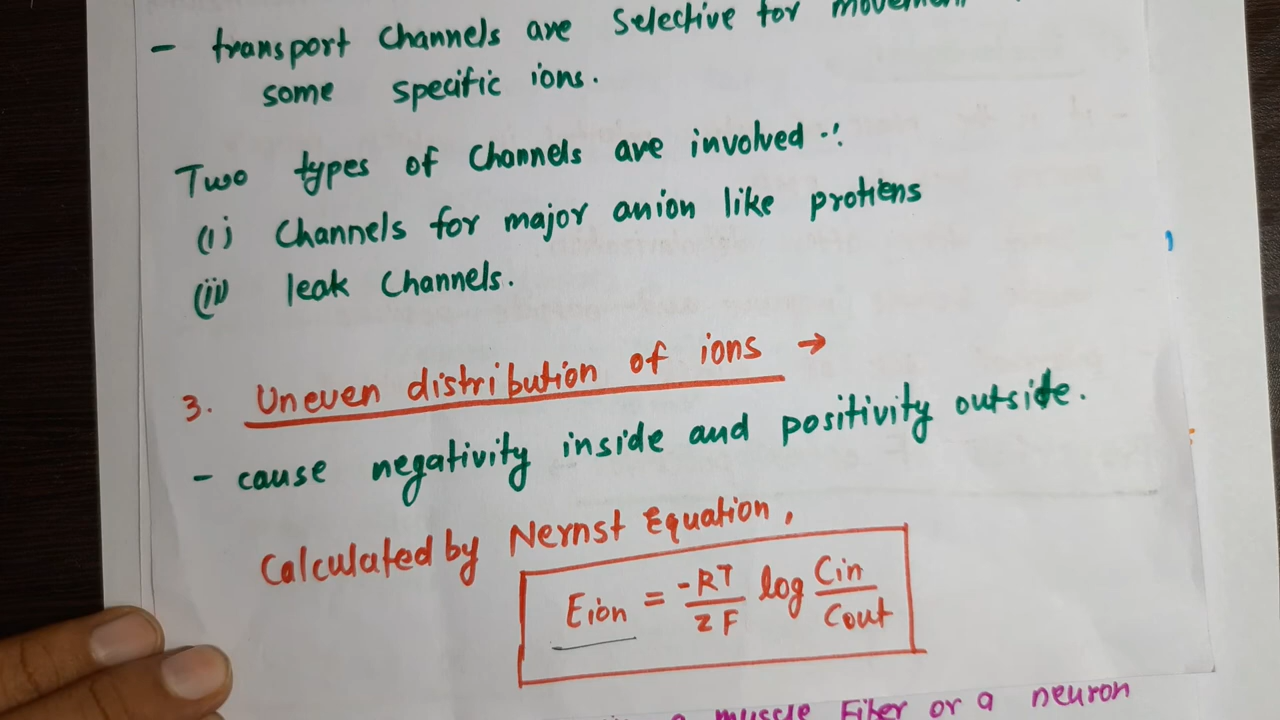 - transport channels are selective for movement
some specific ions.
Two types of channels are involved -:
(i) Channels for major anion like protiens
(ii) leak channels.
3. Uneven distribution of ions →
- cause negativity inside and positivity outside.
Calculated by Nernst Equation,
Eion = -RT/ZF log Cin/Cout
muscle Fiber or a neuron